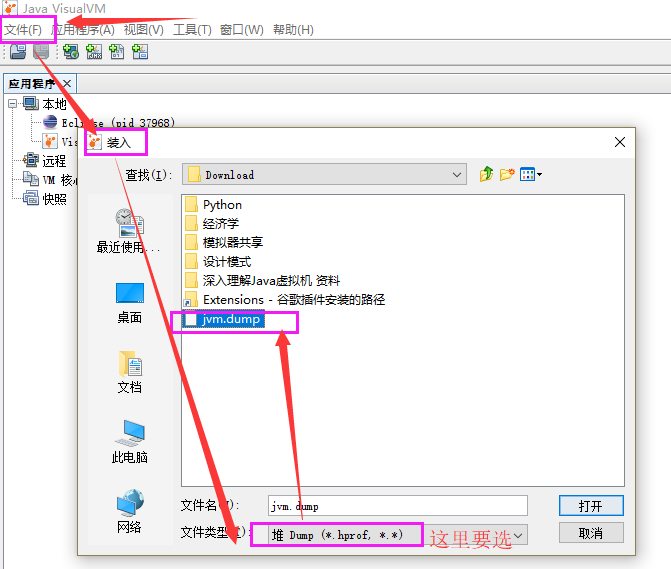 Java VisualVM
文件(F) 应用程序(A) 视图(V) 工具(T) 窗口(W) 帮助(H)
应用程序
本地
Eclipse (pid 37968)
远程
VM 核
快照
装入
查找(I):
Download
最近使用...
桌面
文档
此电脑
网络
Python
经济学
模拟器共享
设计模式
深入理解Java虚拟机 资料
Extensions - 谷歌插件安装的路径
jvm.dump
文件名(N):
jvm.dump
打开
文件类型(T):
堆 Dump (*.hprof, *.*)
这里要选
取消